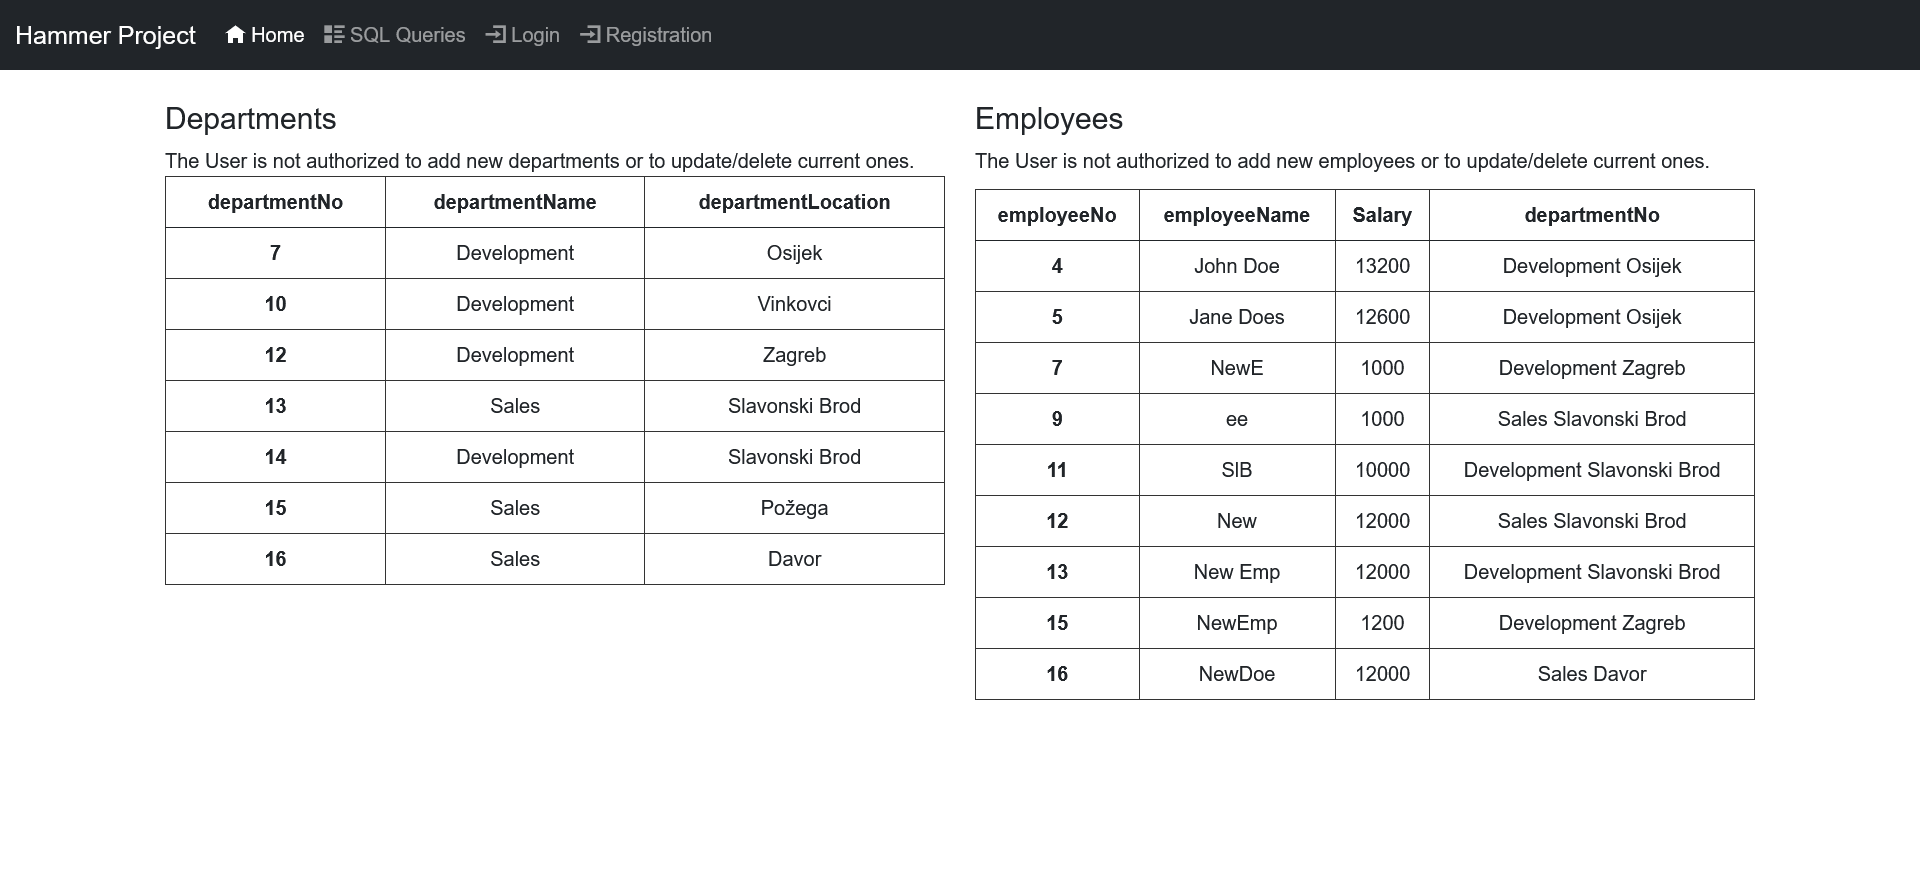 Hammer Project Home SQL Queries Login Registration
Departments
The User is not authorized to add new departments or to update/delete current ones.
departmentNo departmentName departmentLocation
7 Development Osijek
10 Development Vinkovci
12 Development Zagreb
13 Sales Slavonski Brod
14 Development Slavonski Brod
15 Sales Požega
16 Sales Davor
Employees
The User is not authorized to add new employees or to update/delete current ones.
employeeNo employeeName Salary departmentNo
4 John Doe 13200 Development Osijek
5 Jane Does 12600 Development Osijek
7 NewE 1000 Development Zagreb
9 ee 1000 Sales Slavonski Brod
11 SlB 10000 Development Slavonski Brod
12 New 12000 Sales Slavonski Brod
13 New Emp 12000 Development Slavonski Brod
15 NewEmp 1200 Development Zagreb
16 NewDoe 12000 Sales Davor